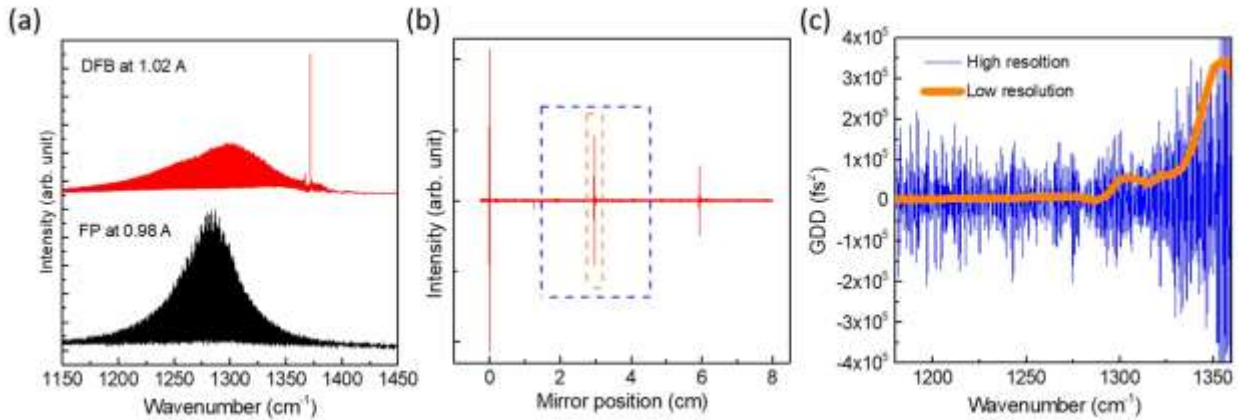 (a)
DFB at 1.02 A
FP at 0.98 A
Intensity (arb. unit)
1150 1200 1250 1300 1350 1400 1450
Wavenumber (cm⁻¹)
(b)
Intensity (arb. unit)
0 2 4 6 8
Mirror position (cm)
(c)
High resoltion
Low resolution
GDD (fs²)
4x10⁵
3x10⁵
2x10⁵
1x10⁵
0
-1x10⁵
-2x10⁵
-3x10⁵
-4x10⁵
1200 1250 1300 1350
Wavenumber (cm⁻¹)